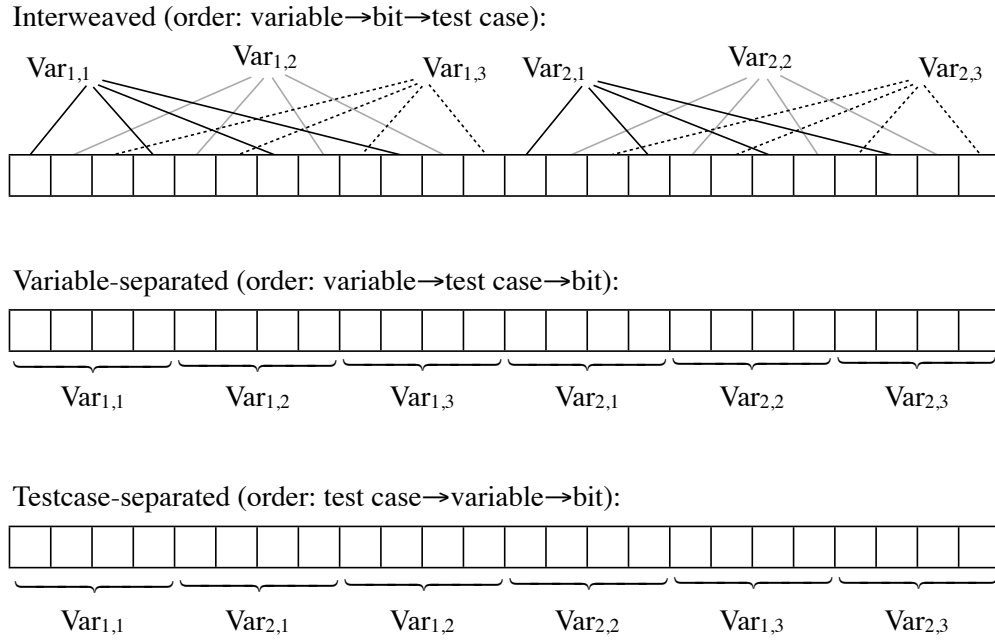 Interweaved (order: variable→bit→test case):
Var1,1 Var1,2 Var1,3 Var2,1 Var2,2 Var2,3
Variable-separated (order: variable→test case→bit):
Var1,1 Var1,2 Var1,3 Var2,1 Var2,2 Var2,3
Testcase-separated (order: test case→variable→bit):
Var1,1 Var2,1 Var1,2 Var2,2 Var1,3 Var2,3